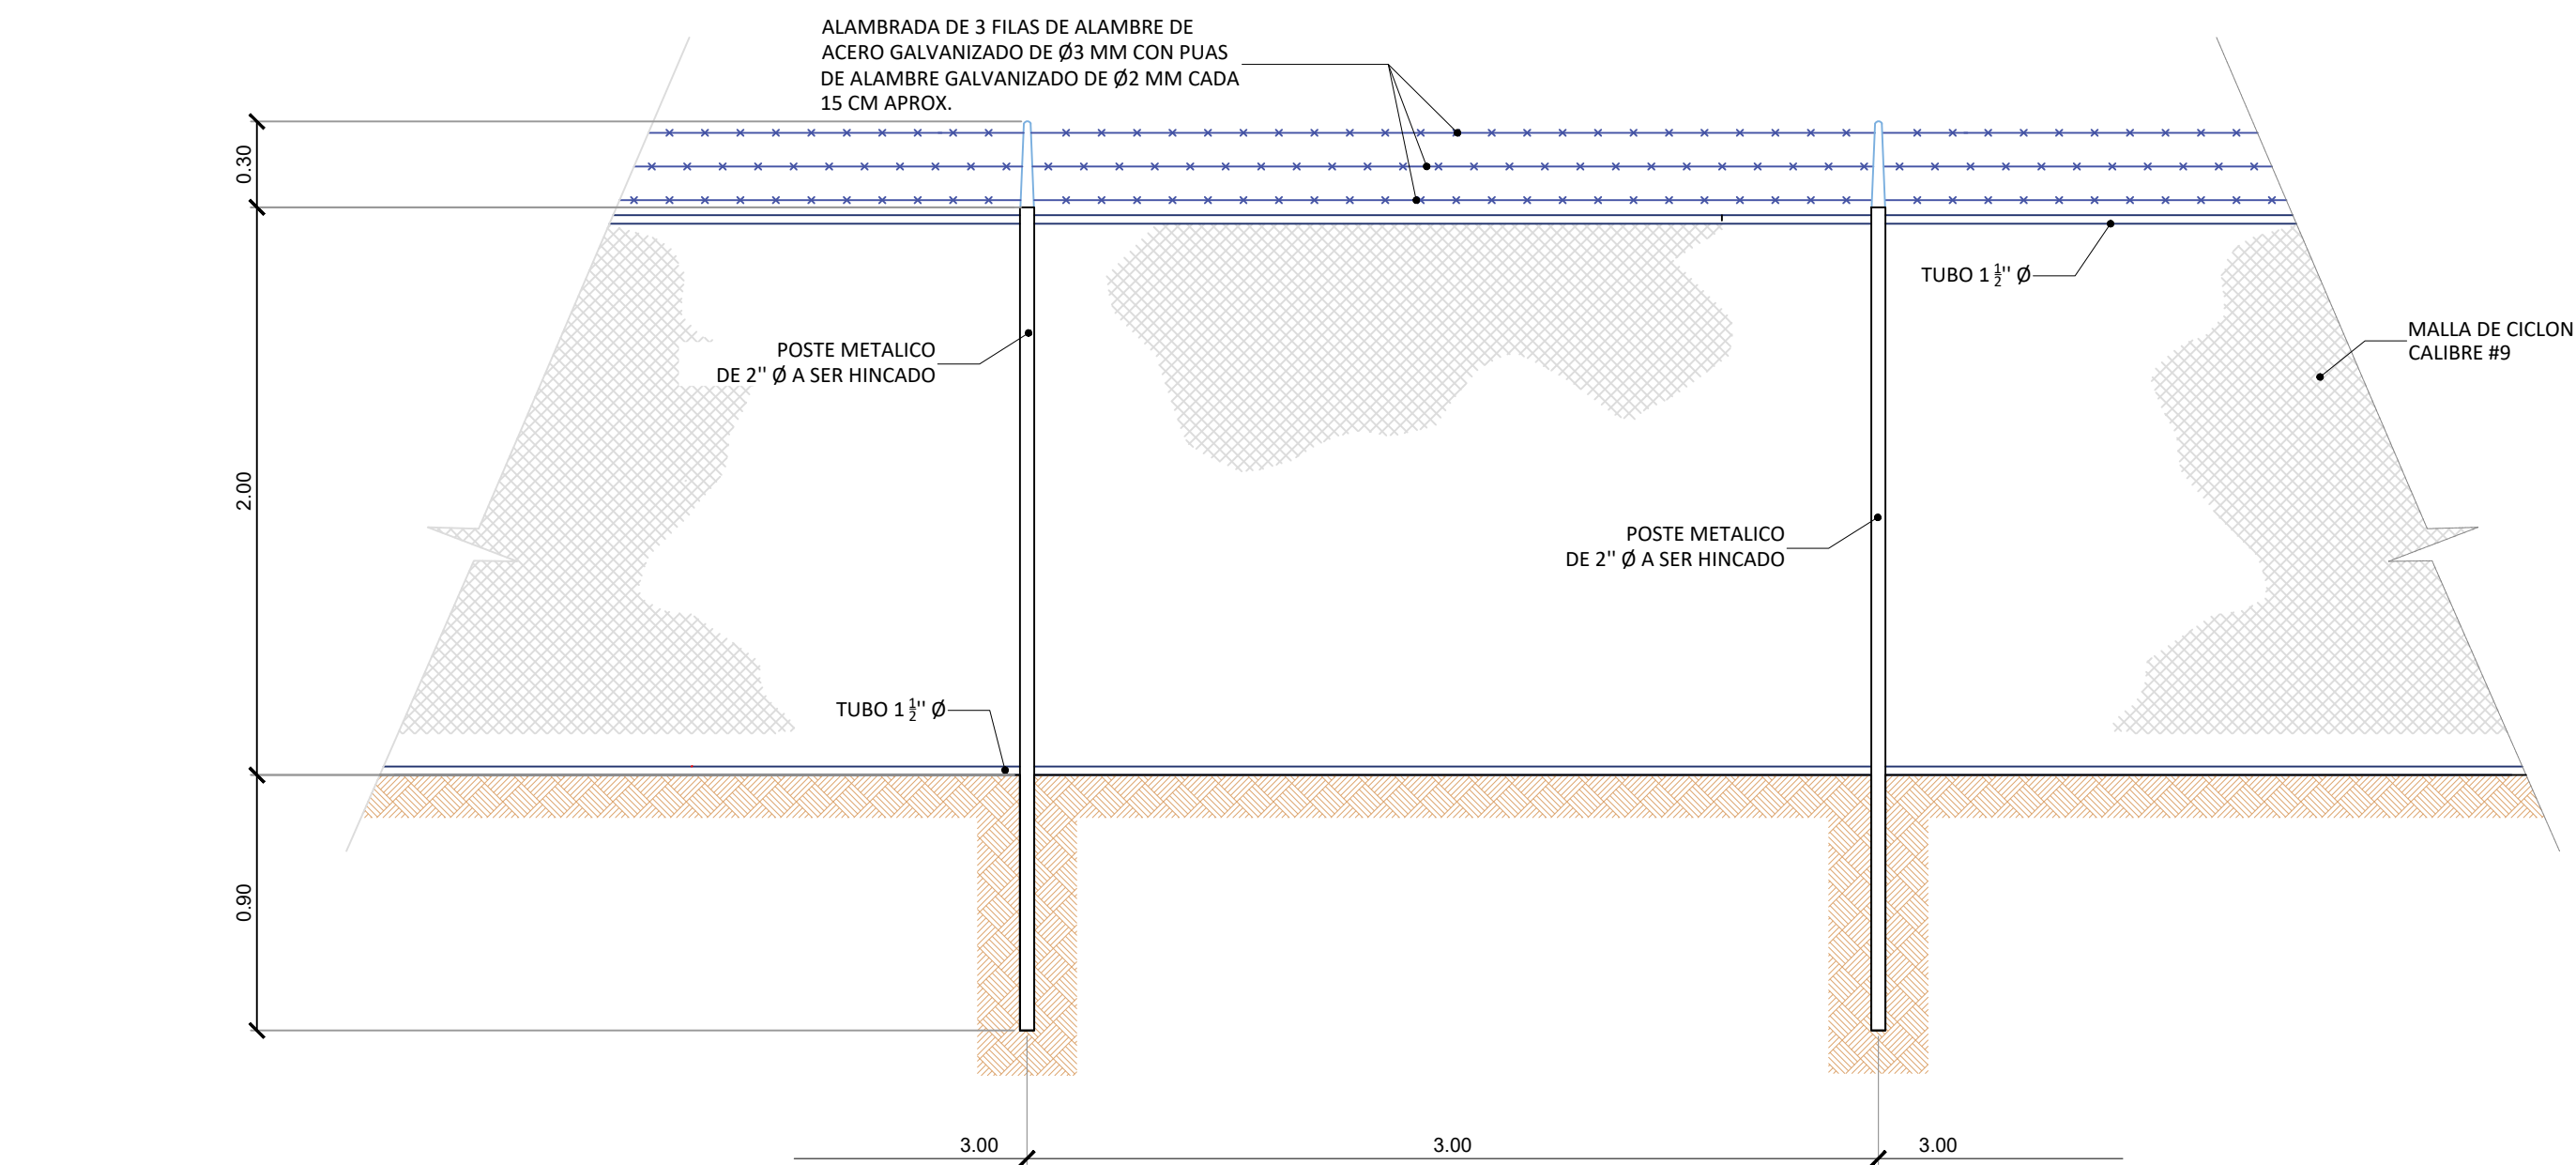 ALAMBRADA DE 3 FILAS DE ALAMBRE DE
ACERO GALVANIZADO DE Ø3 MM CON PUAS
DE ALAMBRE GALVANIZADO DE Ø2 MM CADA
15 CM APROX.
0.30
TUBO 1 1/2'' Ø
MALLA DE CICLON
CALIBRE #9
POSTE METALICO
DE 2'' Ø A SER HINCADO
2.00
POSTE METALICO
DE 2'' Ø A SER HINCADO
TUBO 1 1/2'' Ø
0.90
3.00
3.00
3.00